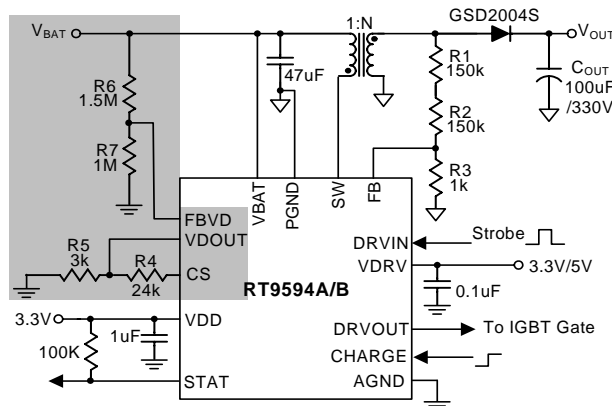 1:N
GSD2004S
VBAT
VOUT
R1
150k
COUT
100uF
/330V
47uF
R6
1.5M
R2
150k
R7
1M
R3
1k
VBAT
PGND
SW
FB
FBVD
VDOUT
DRVIN
Strobe
R5
3k
R4
24k
CS
RT9594A/B
VDRV
3.3V/5V
0.1uF
3.3V
VDD
DRVOUT
To IGBT Gate
100K
1uF
CHARGE
STAT
AGND